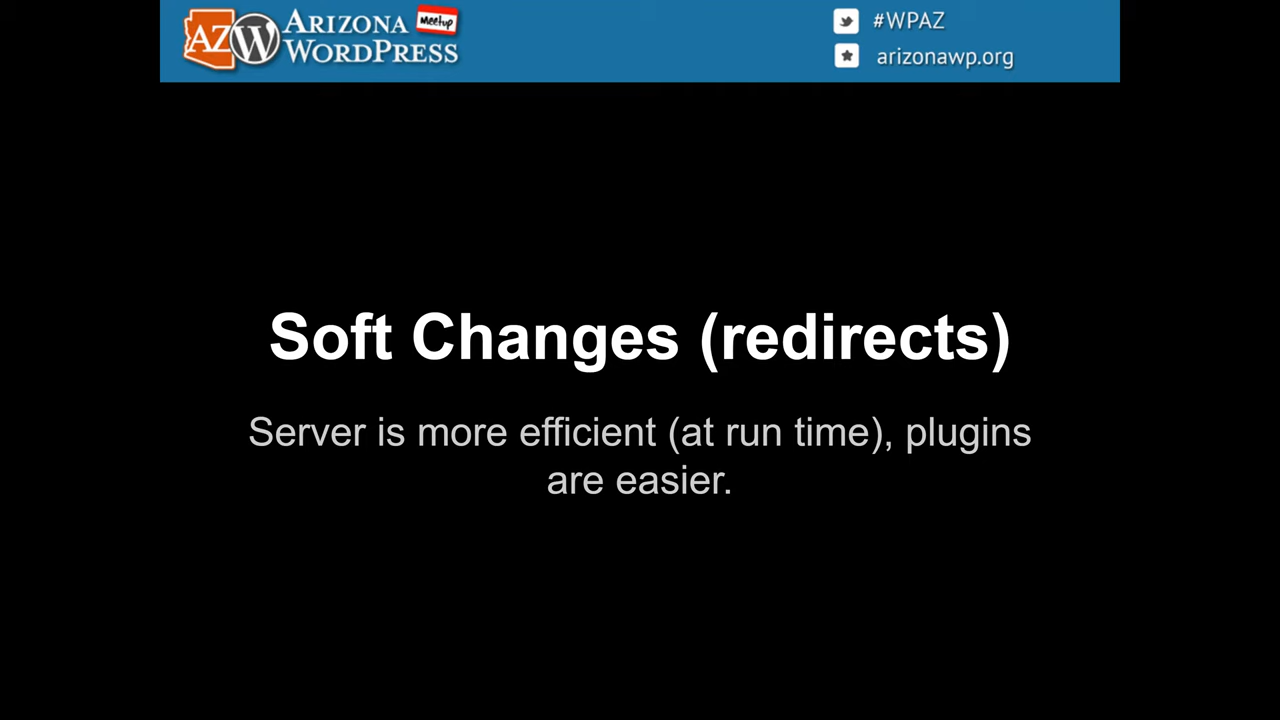 AZW
ARIZONA
Meetup
WORDPRESS
#WPAZ
arizonawp.org
Soft Changes (redirects)
Server is more efficient (at run time), plugins
are easier.